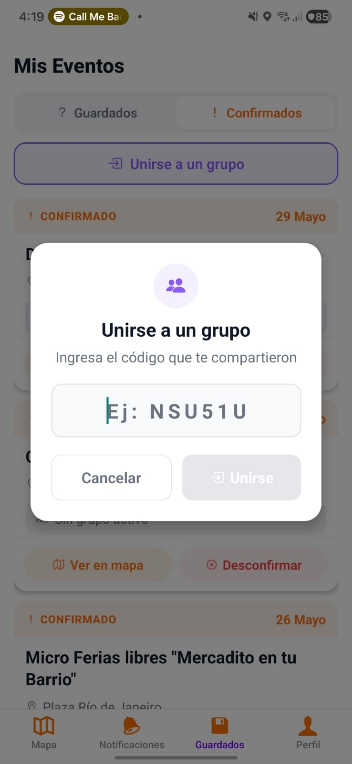 4:19 Call Me Ba 85
Mis Eventos
? Guardados ! Confirmados
Unirse a un grupo
! CONFIRMADO 29 Mayo
Unirse a un grupo
Ingresa el código que te compartieron
Ej: NSU51U
Cancelar Unirse
Sin grupo activo
Ver en mapa Desconfirmar
! CONFIRMADO 26 Mayo
Micro Ferias libres "Mercadito en tu
Barrio"
Plaza Río de Janeiro
Mapa Notificaciones Guardados Perfil